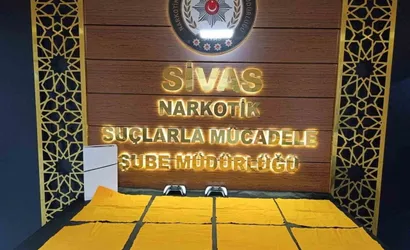 SİVAS
NARKOTİK
SUÇLARLA MÜCADELE
ŞUBE MÜDÜRLÜĞÜ